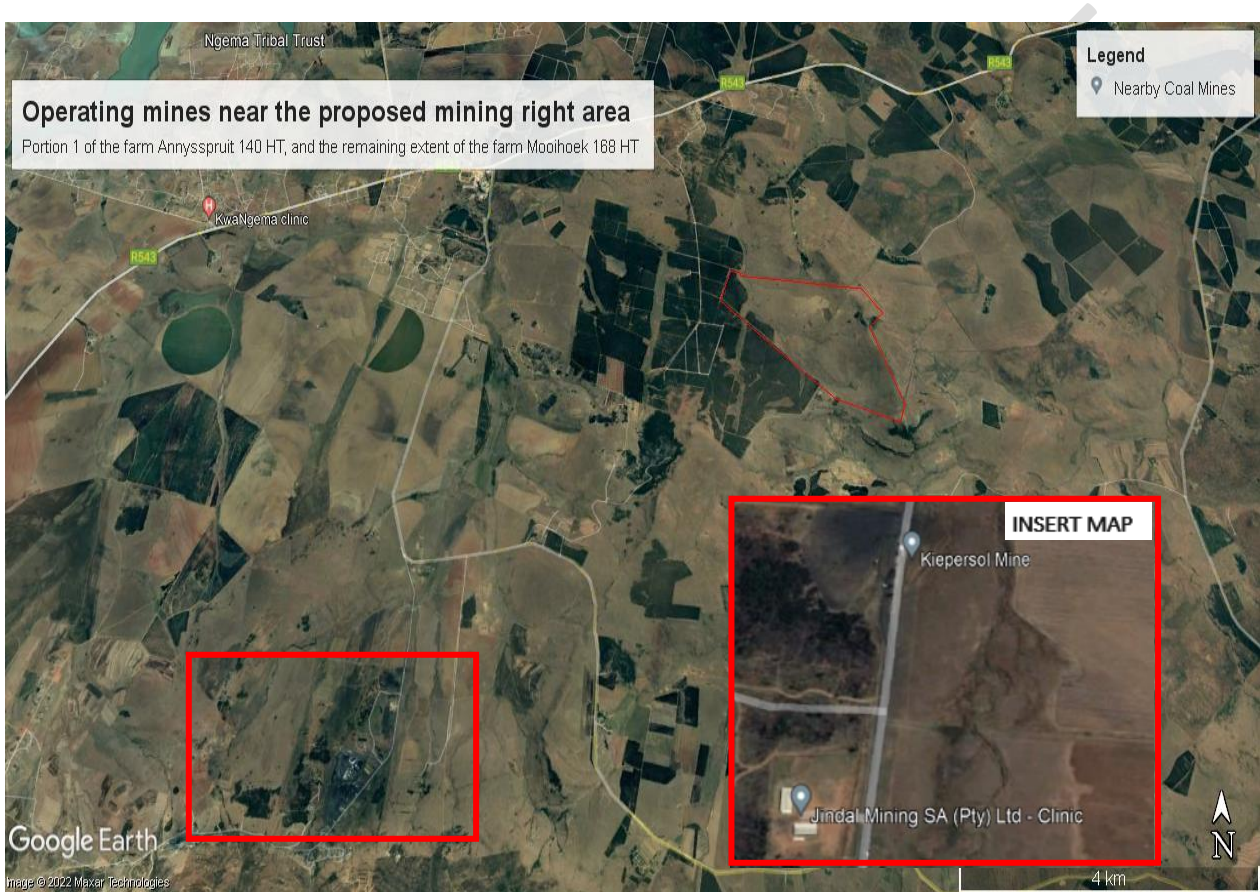 Ngema Tribal Trust
R543
R543
Legend
Nearby Coal Mines
Operating mines near the proposed mining right area
Portion 1 of the farm Annysspruit 140 HT, and the remaining extent of the farm Mooihoek 168 HT
H
KwaNgema clinic
R543
INSERT MAP
Kiepersol Mine
Jindal Mining SA (Pty) Ltd - Clinic
Google Earth
Image © 2022 Maxar Technologies
N
4 km